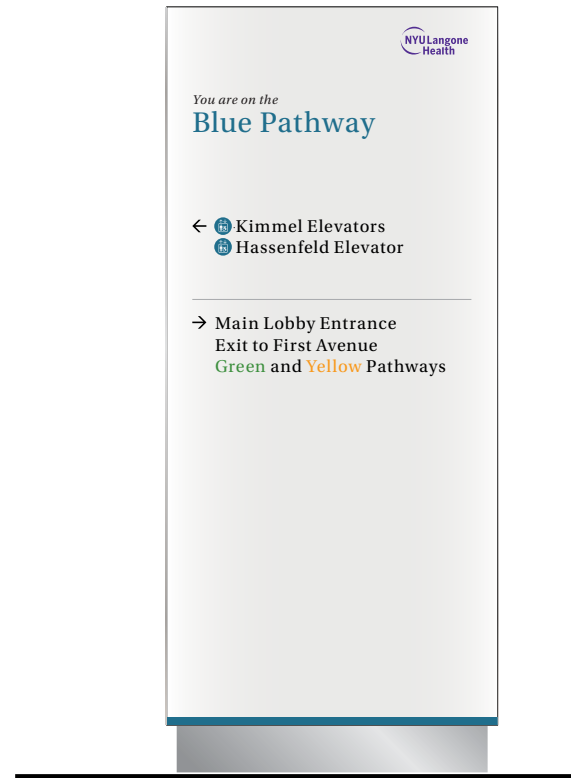 NYU Langone
Health
You are on the
Blue Pathway
← Kimmel Elevators
Hassenfeld Elevator
→ Main Lobby Entrance
Exit to First Avenue
Green and Yellow Pathways